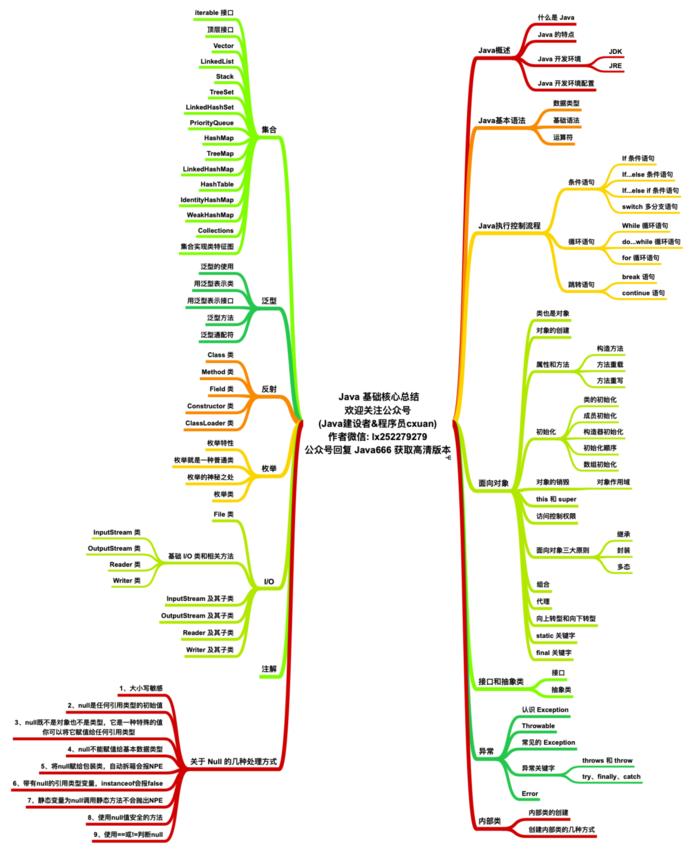 Java 基础核心总结
欢迎关注公众号
(Java建设者&程序员cxuan)
作者微信: lx252279279
公众号回复 Java666 获取高清版本
Java概述
什么是 Java
Java 的特点
Java 开发环境
JDK
JRE
Java 开发环境配置
Java基本语法
数据类型
基础语法
运算符
Java执行控制流程
条件语句
If 条件语句
If...else 条件语句
If...else if 条件语句
switch 多分支语句
循环语句
While 循环语句
do...while 循环语句
for 循环语句
跳转语句
break 语句
continue 语句
面向对象
类也是对象
对象的创建
属性和方法
构造方法
方法重载
方法重写
初始化
类的初始化
成员初始化
构造器初始化
初始化顺序
数组初始化
对象的销毁
对象作用域
this 和 super
访问控制权限
面向对象三大原则
继承
封装
多态
组合
代理
向上转型和向下转型
static 关键字
final 关键字
接口和抽象类
接口
抽象类
异常
认识 Exception
Throwable
常见的 Exception
异常关键字
throws 和 throw
try、finally、catch
Error
内部类
内部类的创建
创建内部类的几种方式
集合
iterable 接口
顶层接口
Vector
LinkedList
Stack
TreeSet
LinkedHashSet
PriorityQueue
HashMap
TreeMap
LinkedHashMap
HashTable
IdentityHashMap
WeakHashMap
Collections
集合实现类特征图
泛型
泛型的使用
用泛型表示类
用泛型表示接口
泛型方法
泛型通配符
反射
Class 类
Method 类
Field 类
Constructor 类
ClassLoader 类
枚举
枚举特性
枚举就是一种普通类
枚举的神秘之处
枚举类
I/O
File 类
基础 I/O 类和相关方法
InputStream 类
OutputStream 类
Reader 类
Writer 类
InputStream 及其子类
OutputStream 及其子类
Reader 及其子类
Writer 及其子类
注解
关于 Null 的几种处理方式
1、大小写敏感
2、null是任何引用类型的初始值
3、null既不是对象也不是类型，它是一种特殊的值
你可以将它赋值给任何引用类型
4、null不能赋值给基本数据类型
5、将null赋给包装类，自动拆箱会报NPE
6、带有null的引用类型变量，instanceof会报false
7、静态变量为null调用静态方法不会抛出NPE
8、使用null值安全的方法
9、使用==或!=判断null